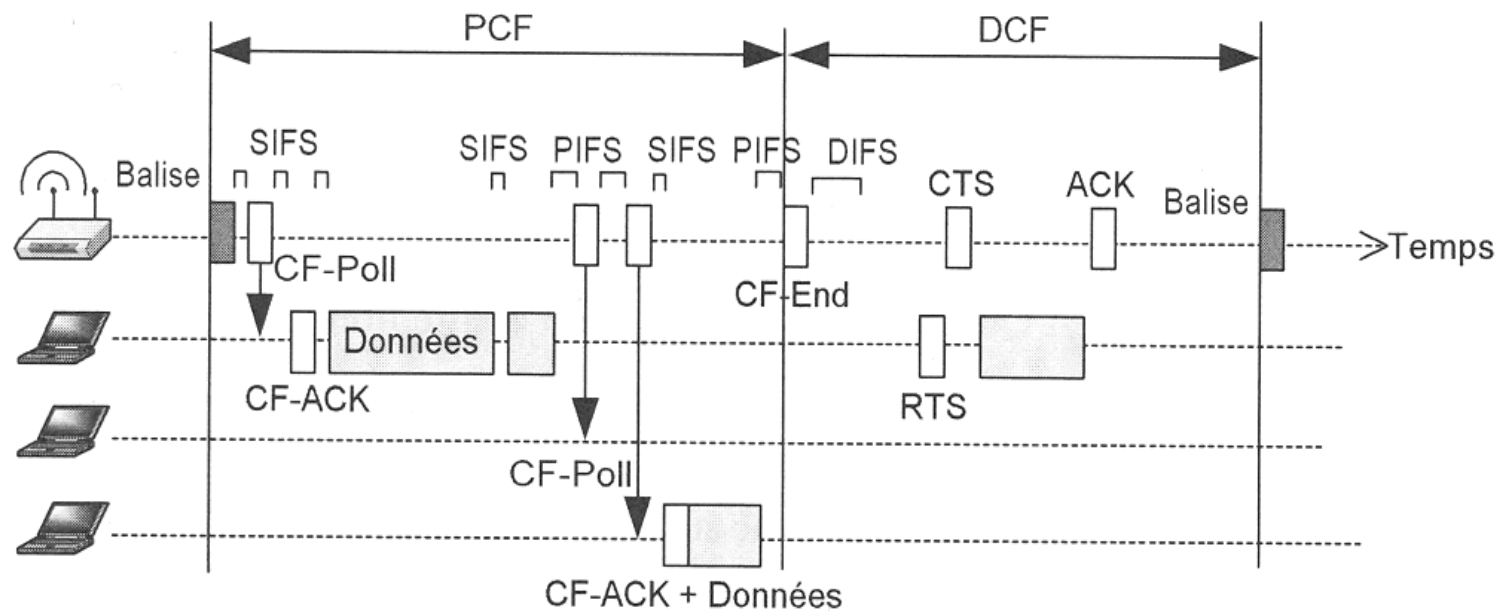 PCF
DCF
SIFS
SIFS
PIFS
SIFS
PIFS
DIFS
Balise
CTS
ACK
Balise
Temps
CF-Poll
CF-End
Données
CF-ACK
RTS
CF-Poll
CF-ACK + Données